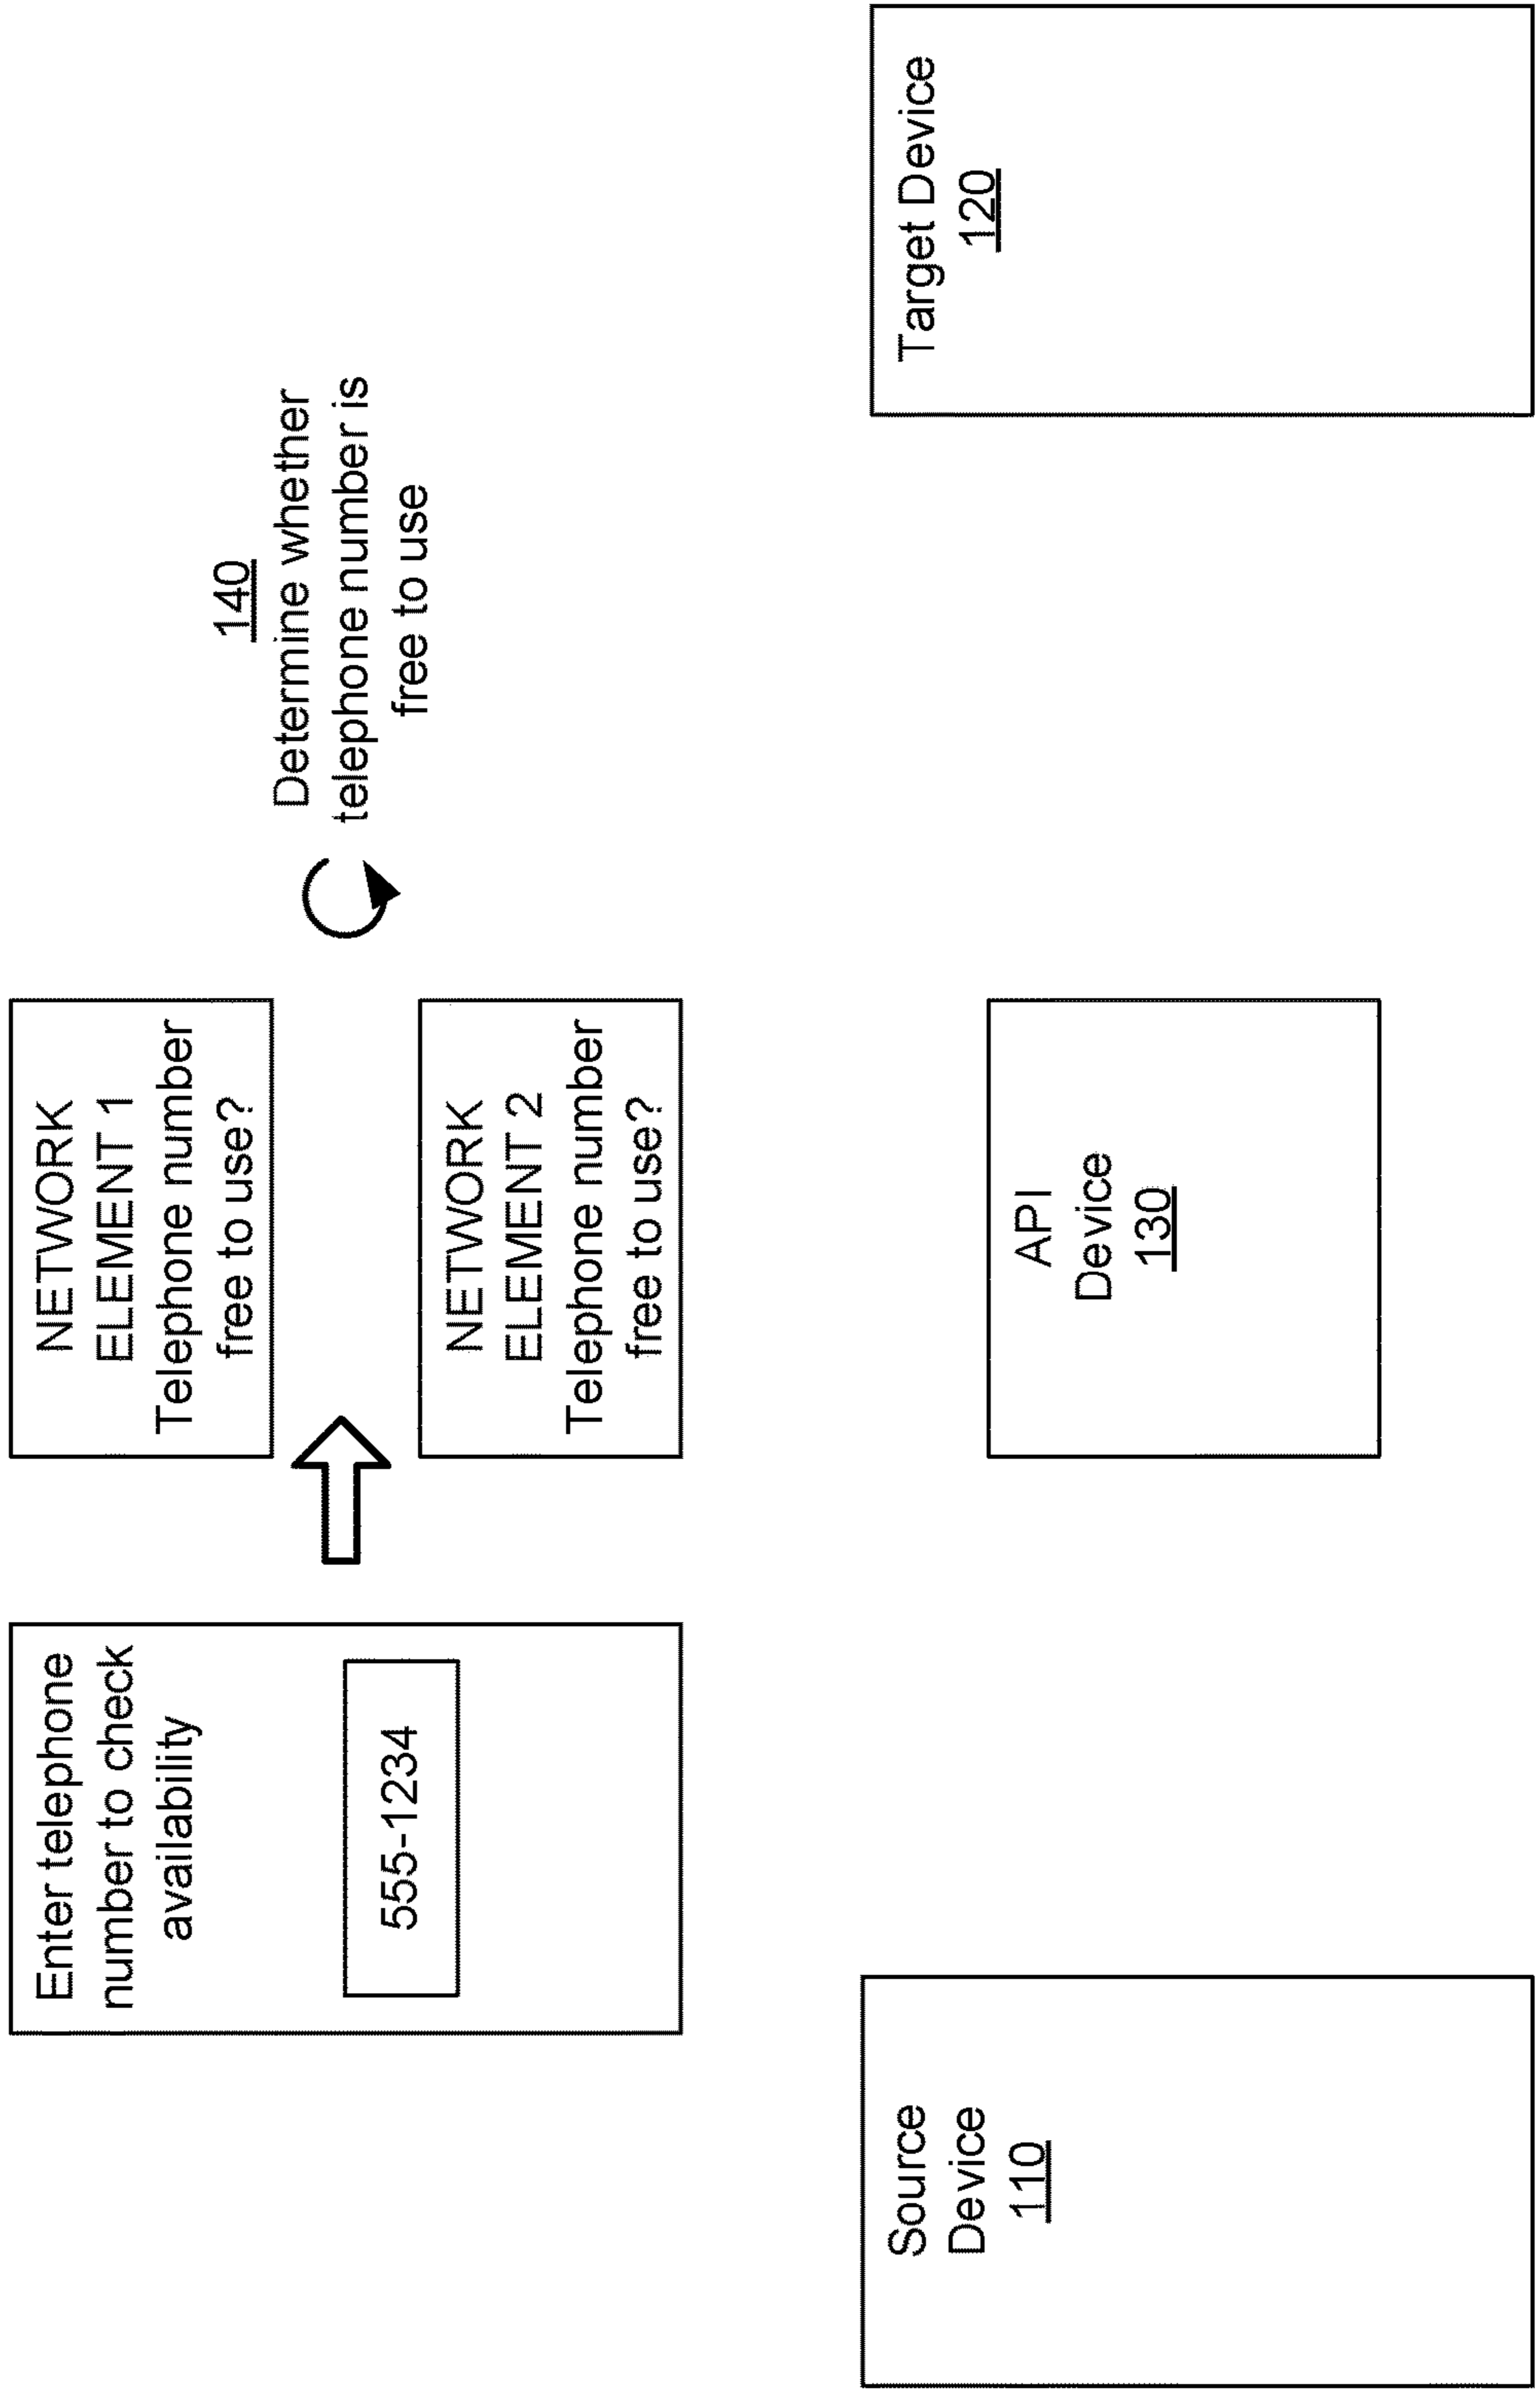 Enter telephone
number to check
availability
555-1234
NETWORK
ELEMENT 1
Telephone number
free to use?
NETWORK
ELEMENT 2
Telephone number
free to use?
140
Determine whether
telephone number is
free to use
Source
Device
110
API
Device
130
Target Device
120